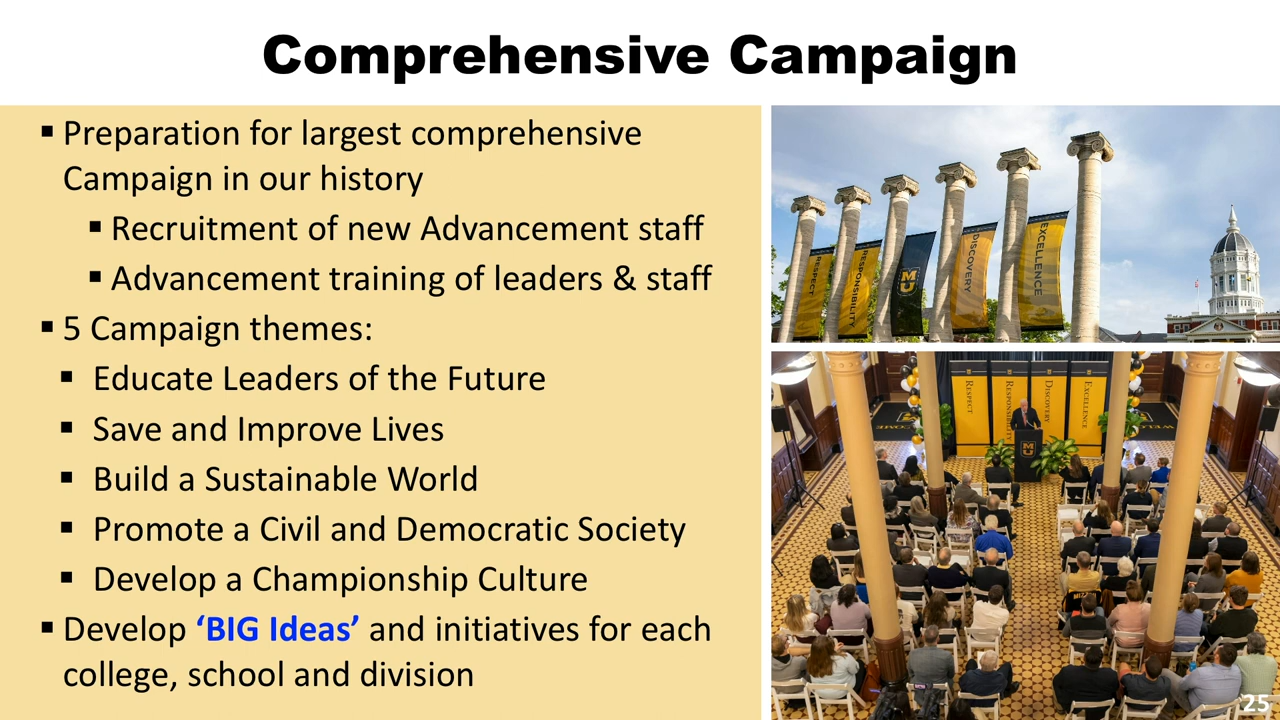 Comprehensive Campaign
▪ Preparation for largest comprehensive
Campaign in our history
▪ Recruitment of new Advancement staff
▪ Advancement training of leaders & staff
▪ 5 Campaign themes:
▪ Educate Leaders of the Future
▪ Save and Improve Lives
▪ Build a Sustainable World
▪ Promote a Civil and Democratic Society
▪ Develop a Championship Culture
▪ Develop ‘BIG Ideas’ and initiatives for each
college, school and division
RESPECT
RESPONSIBILITY
MU
DISCOVERY
EXCELLENCE
RESPECT
RESPONSIBILITY
DISCOVERY
EXCELLENCE
MU
25